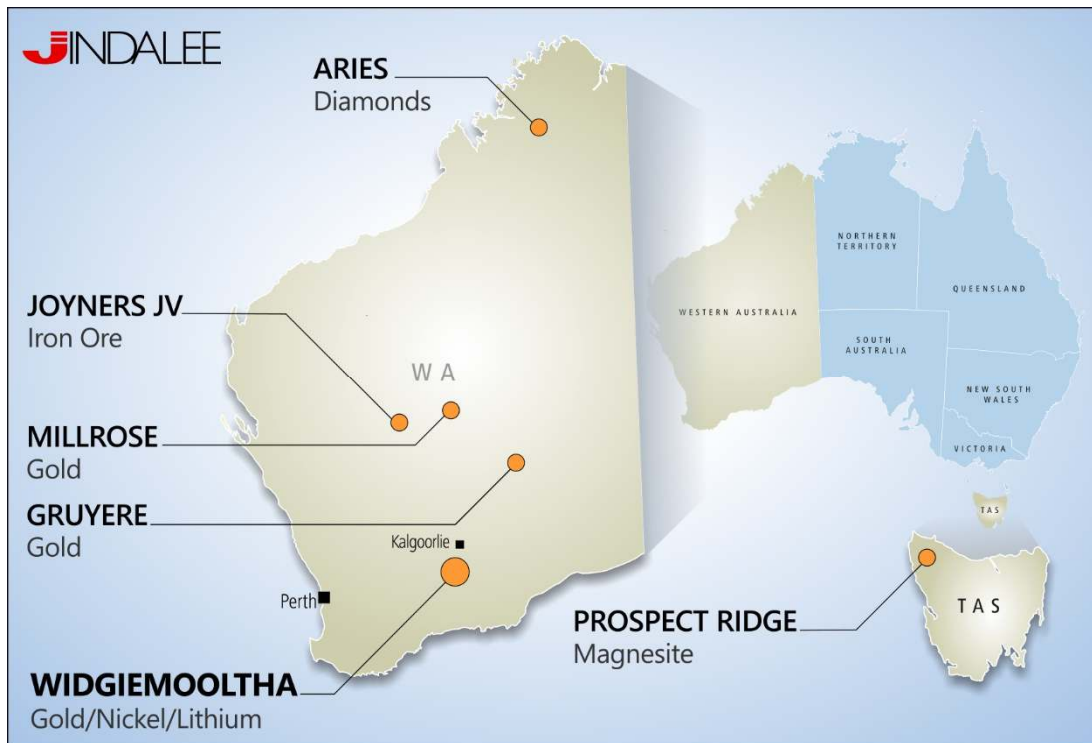 JINDALEE
ARIES
Diamonds
JOYNERS JV
Iron Ore
W A
MILLROSE
Gold
GRUYERE
Gold
Kalgoorlie
Perth
WIDGIEMOOLTHA
Gold/Nickel/Lithium
WESTERN AUSTRALIA
NORTHERN
TERRITORY
QUEENSLAND
SOUTH
AUSTRALIA
NEW SOUTH
WALES
VICTORIA
TAS
PROSPECT RIDGE
Magnesite
TAS